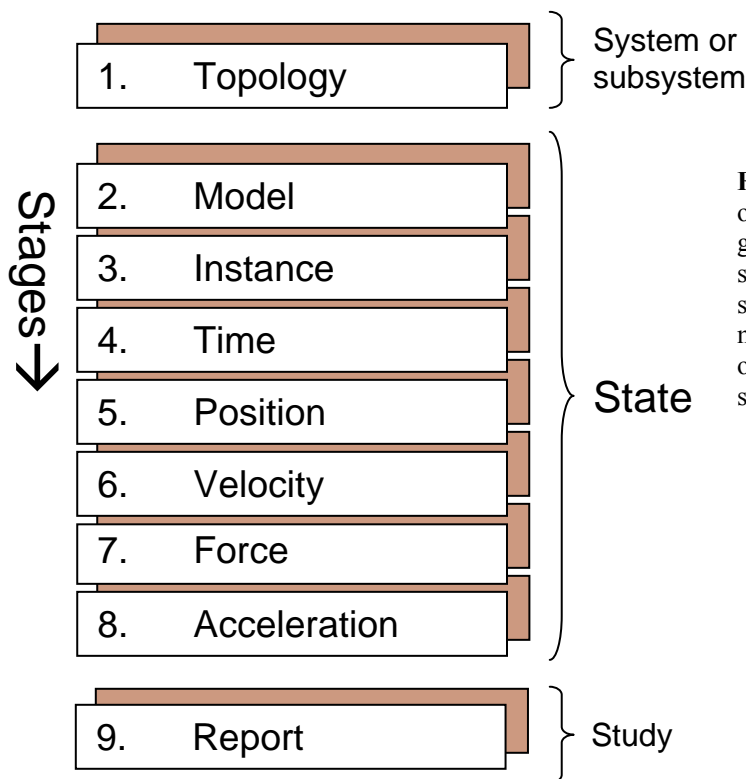 1. Topology
System or
subsystem
Stages→
2. Model
3. Instance
4. Time
5. Position
6. Velocity
7. Force
8. Acceleration
State
9. Report
Study